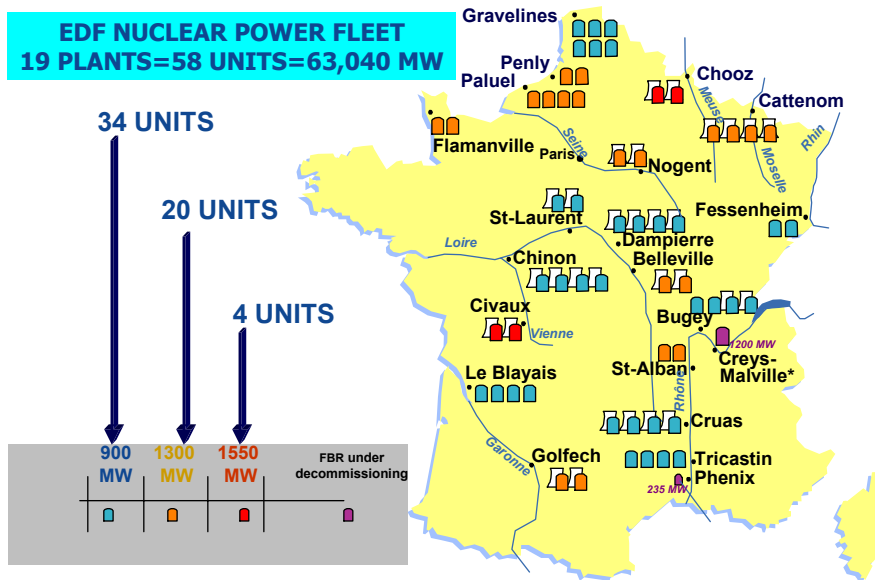 EDF NUCLEAR POWER FLEET
19 PLANTS=58 UNITS=63,040 MW
34 UNITS
20 UNITS
4 UNITS
900
MW
1300
MW
1550
MW
FBR under
decommissioning
Gravelines
Penly
Paluel
Chooz
Meuse
Cattenom
Rhin
Flamanville
Seine
Paris
Nogent
Moselle
St-Laurent
Fessenheim
Dampierre
Belleville
Loire
Chinon
Civaux
Vienne
Bugey
1200 MW
Creys-
Malville*
St-Alban
Rhône
Le Blayais
Cruas
Garonne
Golfech
Tricastin
Phenix
235 MW